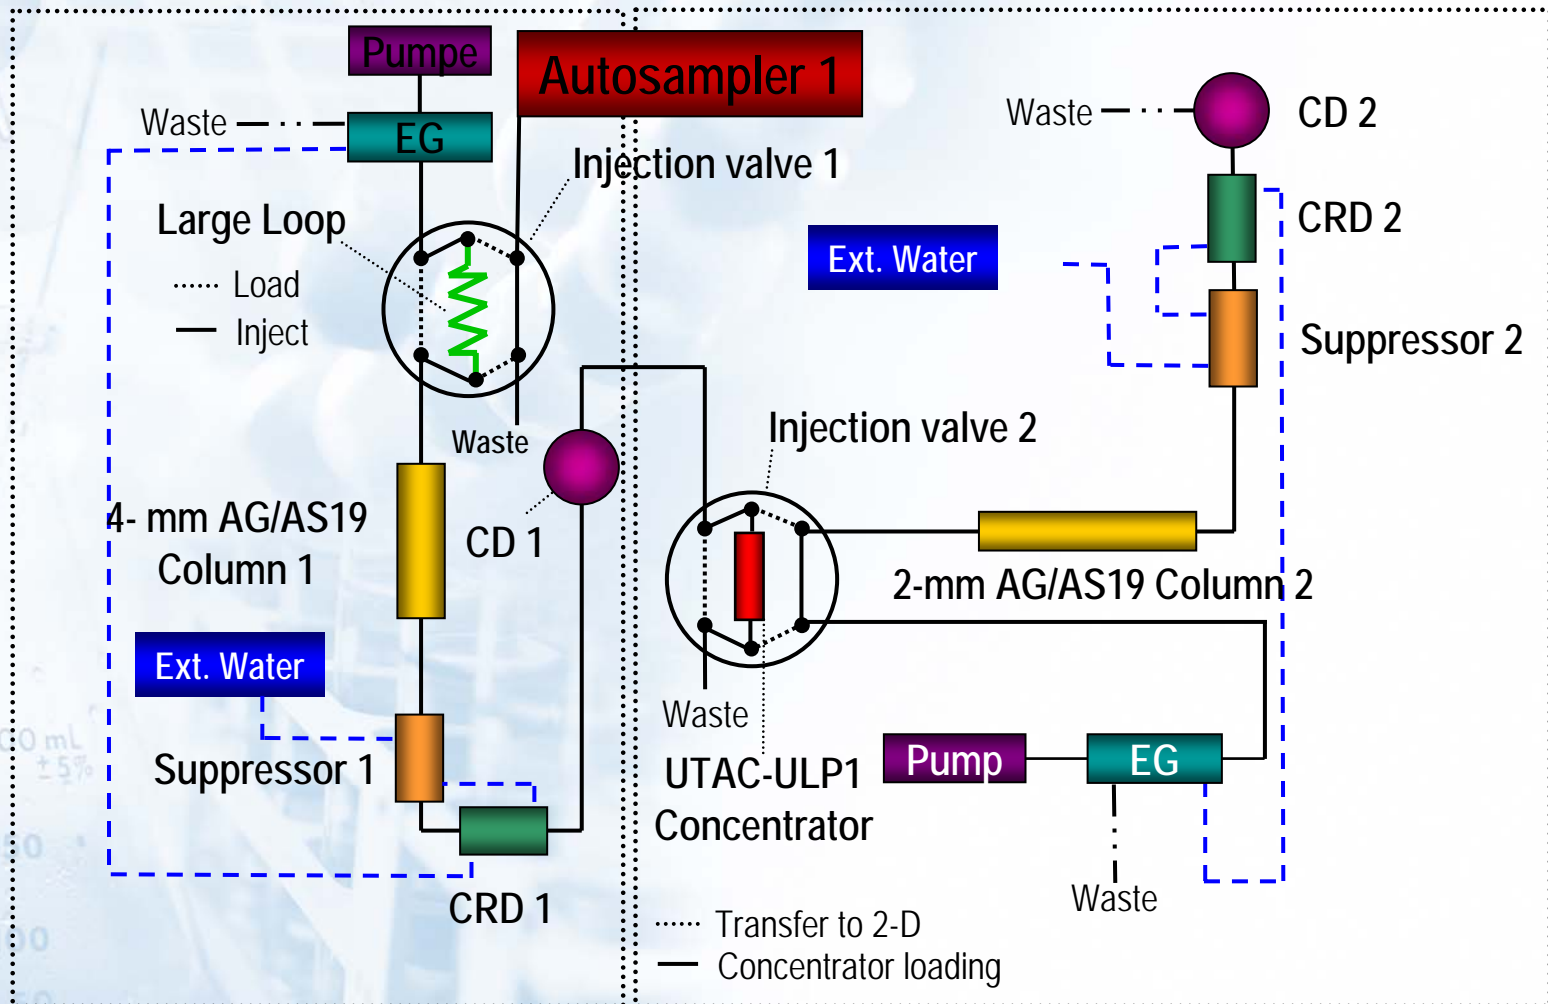 Pumpe
Autosampler 1
Waste
EG
Injection valve 1
Large Loop
Load
Inject
Waste
CD 1
4- mm AG/AS19
Column 1
Ext. Water
Suppressor 1
CRD 1
Waste
CD 2
CRD 2
Ext. Water
Suppressor 2
Injection valve 2
2-mm AG/AS19 Column 2
Waste
UTAC-ULP1
Concentrator
Pump
EG
Waste
Transfer to 2-D
Concentrator loading
00 mL
±5%